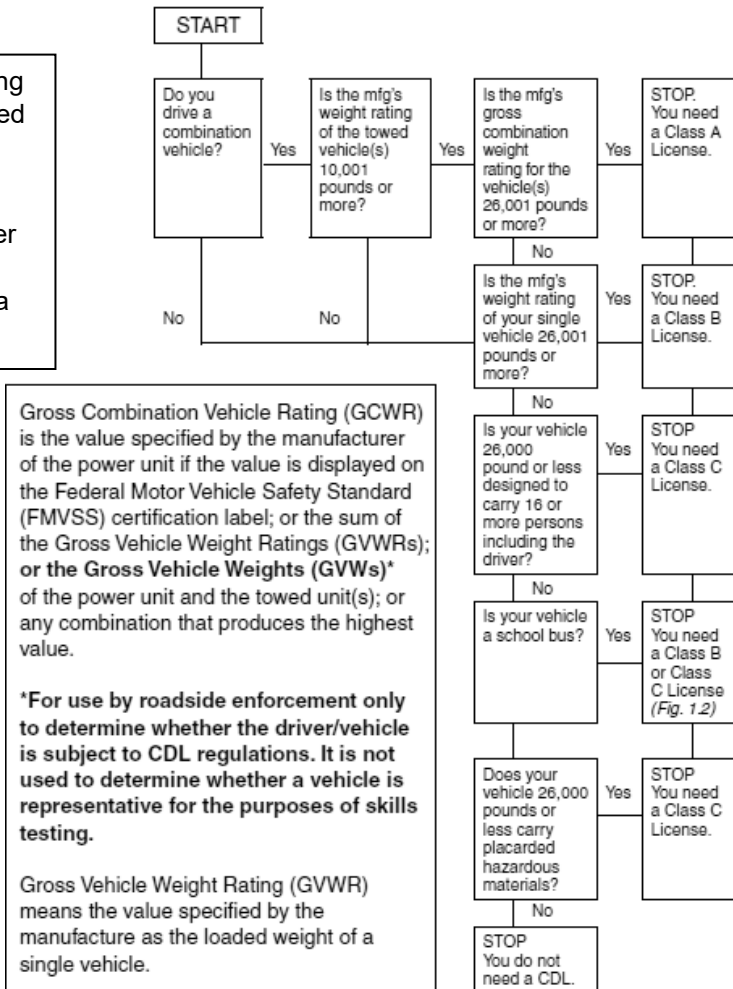 START
ng
ed
er
a
Do you
drive a
combination
vehicle?
Yes
Is the mfg's
weight rating
of the towed
vehicle(s)
10,001
pounds or
more?
Yes
Is the mfg's
gross
combination
weight
rating for the
vehicle(s)
26,001 pounds
or more?
Yes
STOP.
You need
a Class A
License.
No
No
No
Is the mfg's
weight rating
of your single
vehicle 26,001
pounds or
more?
Yes
STOP.
You need
a Class B
License.
No
Is your vehicle
26,000
pound or less
designed to
carry 16 or
more persons
including the
driver?
Yes
STOP
You need
a Class C
License.
No
Is your vehicle
a school bus?
Yes
STOP
You need
a Class B
or Class
C License
(Fig. 1.2)
Does your
vehicle 26,000
pounds or
less carry
placarded
hazardous
materials?
Yes
STOP
You need
a Class C
License.
No
STOP
You do not
need a CDL.
Gross Combination Vehicle Rating (GCWR)
is the value specified by the manufacturer
of the power unit if the value is displayed on
the Federal Motor Vehicle Safety Standard
(FMVSS) certification label; or the sum of
the Gross Vehicle Weight Ratings (GVWRs);
or the Gross Vehicle Weights (GVWs)*
of the power unit and the towed unit(s); or
any combination that produces the highest
value.
*For use by roadside enforcement only
to determine whether the driver/vehicle
is subject to CDL regulations. It is not
used to determine whether a vehicle is
representative for the purposes of skills
testing.
Gross Vehicle Weight Rating (GVWR)
means the value specified by the
manufacture as the loaded weight of a
single vehicle.